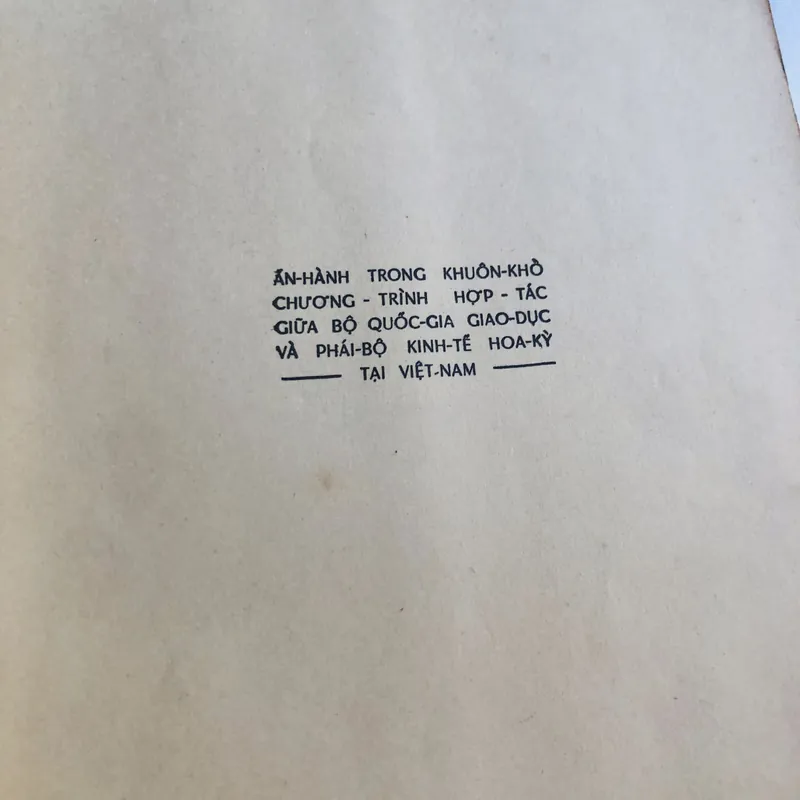 ẤN-HÀNH TRONG KHUÔN-KHỔ
CHƯƠNG - TRÌNH HỢP - TÁC
GIỮA BỘ QUỐC-GIA GIAO-DỤC
VÀ PHÁI-BỘ KINH-TẾ HOA-KỲ
TẠI VIỆT-NAM